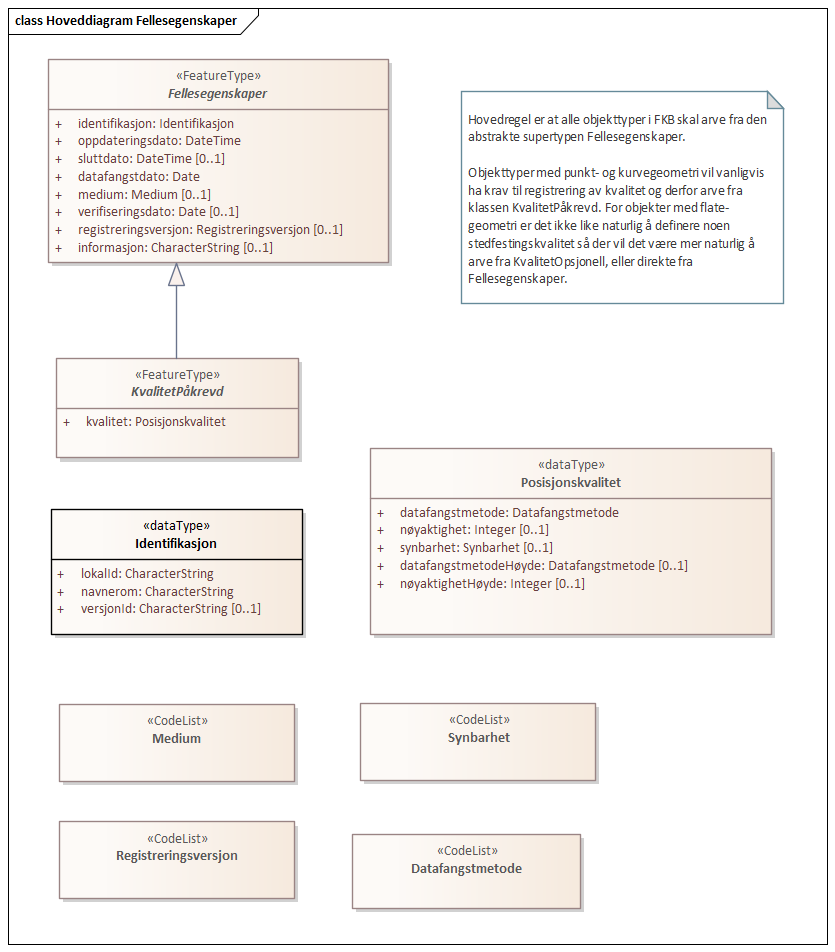 class Hoveddiagram Fellesegenskaper
«FeatureType»
Fellesegenskaper
+ identifikasjon: Identifikasjon
+ oppdateringsdato: DateTime
+ sluttdato: DateTime [0..1]
+ datafangstdato: Date
+ medium: Medium [0..1]
+ verifiseringsdato: Date [0..1]
+ registreringsversjon: Registreringsversjon [0..1]
+ informasjon: CharacterString [0..1]
Hovedregel er at alle objekttyper i FKB skal arve fra den
abstrakte supertypen Fellesegenskaper.
Objekttyper med punkt- og kurvegeometri vil vanligvis
ha krav til registrering av kvalitet og derfor arve fra
klassen KvalitetPåkrevd. For objekter med flate-
geometri er det ikke like naturlig å definere noen
stedfestingskvalitet så der vil det være mer naturlig å
arve fra KvalitetOpsjonell, eller direkte fra
Fellesegenskaper.
«FeatureType»
KvalitetPåkrevd
+ kvalitet: Posisjonskvalitet
«dataType»
Posisjonskvalitet
+ datafangstmetode: Datafangstmetode
+ nøyaktighet: Integer [0..1]
+ synbarhet: Synbarhet [0..1]
+ datafangstmetodeHøyde: Datafangstmetode [0..1]
+ nøyaktighetHøyde: Integer [0..1]
«dataType»
Identifikasjon
+ lokalId: CharacterString
+ navnerom: CharacterString
+ versjonId: CharacterString [0..1]
«CodeList»
Medium
«CodeList»
Synbarhet
«CodeList»
Registreringsversjon
«CodeList»
Datafangstmetode